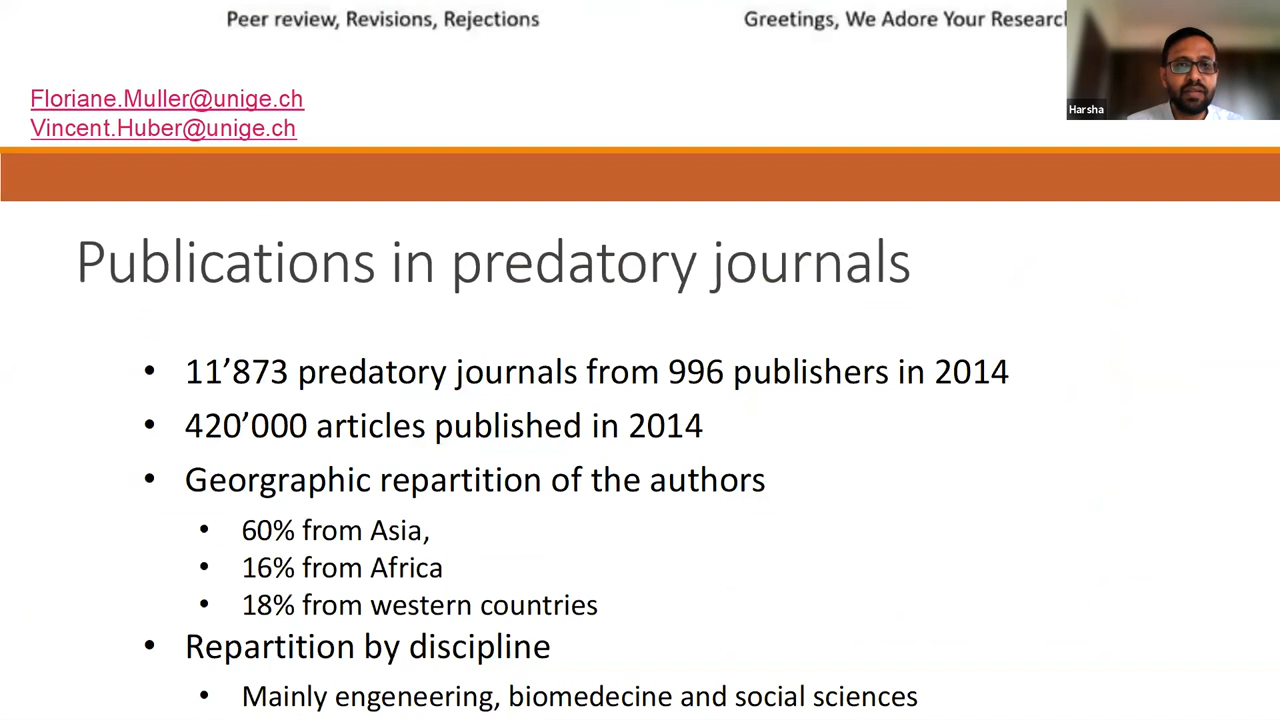 Peer review, Revisions, Rejections
Greetings, We Adore Your Research
Harsha
Floriane.Muller@unige.ch
Vincent.Huber@unige.ch
Publications in predatory journals
• 11’873 predatory journals from 996 publishers in 2014
• 420’000 articles published in 2014
• Georgraphic repartition of the authors
• 60% from Asia,
• 16% from Africa
• 18% from western countries
• Repartition by discipline
• Mainly engeneering, biomedecine and social sciences